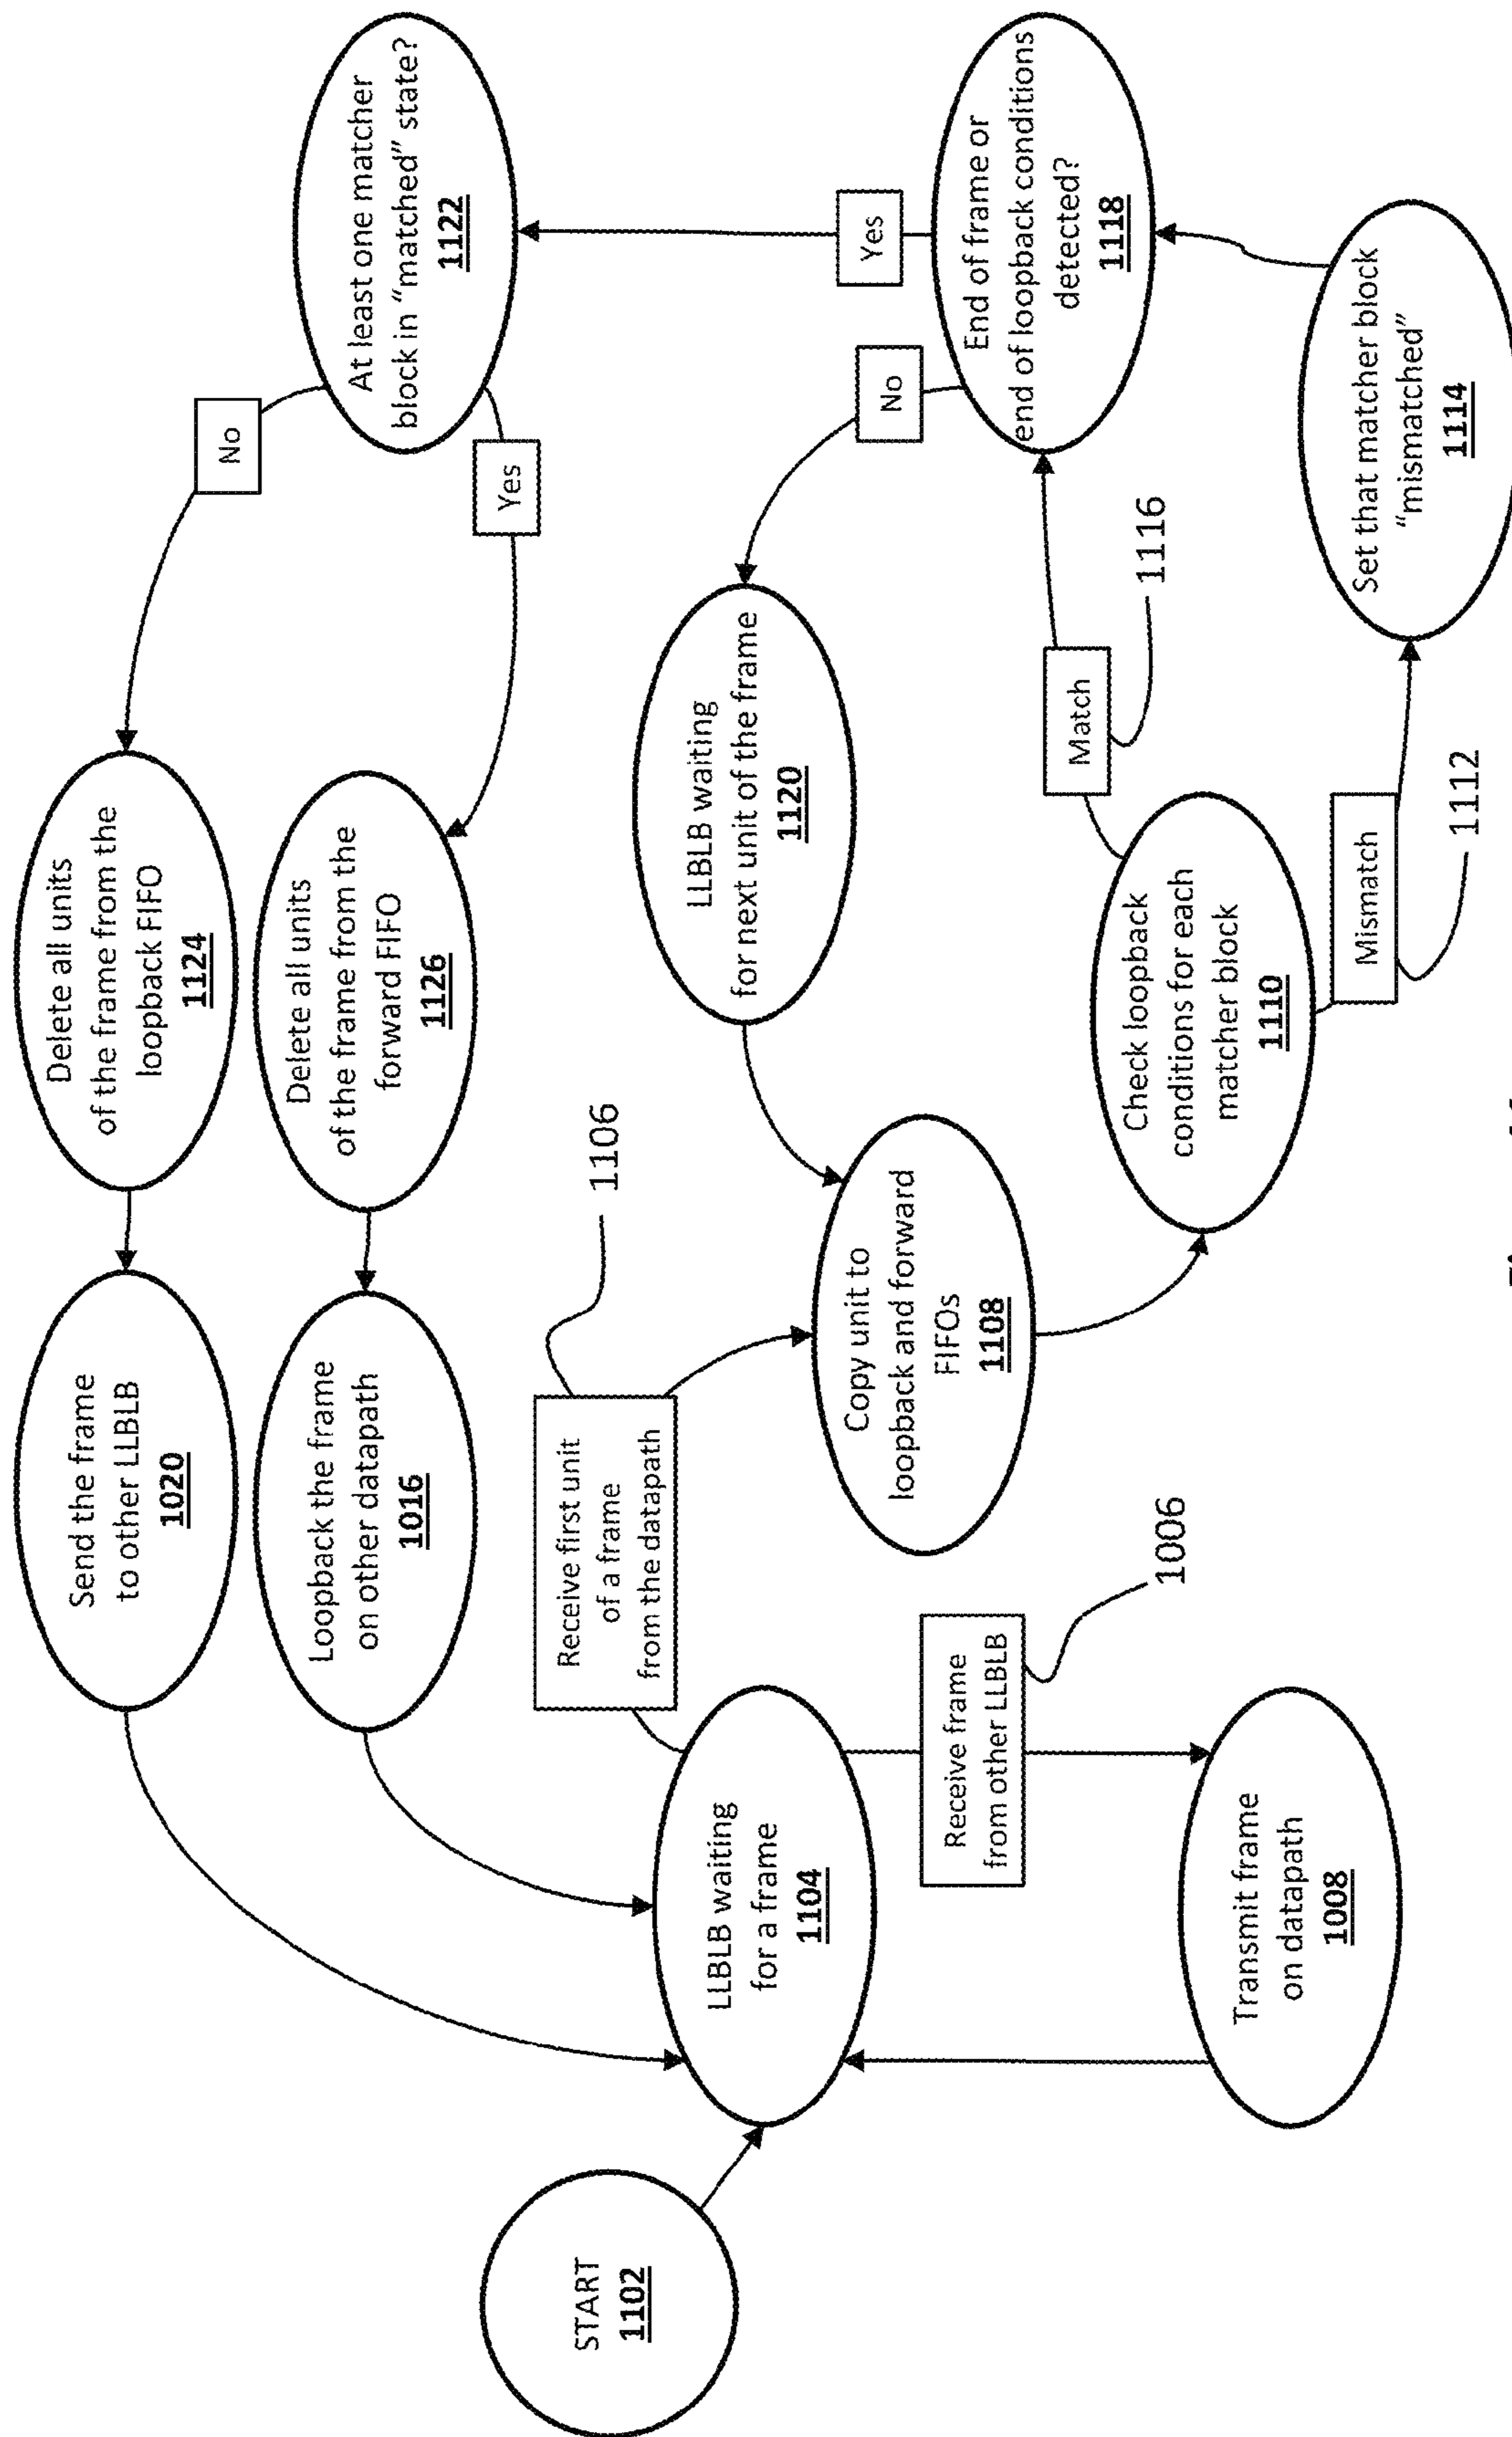 START
1102
LLBLB waiting
for a frame
1104
Receive frame
from other LLBLB
1006
Transmit frame
on datapath
1008
Receive first unit
of a frame
from the datapath
1106
Copy unit to
loopback and forward
FIFOs
1108
Check loopback
conditions for each
matcher block
1110
Mismatch
1112
Set that matcher block
“mismatched”
1114
Match
1116
End of frame or
end of loopback conditions
detected?
1118
No
LLBLB waiting
for next unit of the frame
1120
Yes
At least one matcher
block in “matched” state?
1122
No
Delete all units
of the frame from the
loopback FIFO
1124
Send the frame
to other LLBLB
1020
Yes
Delete all units
of the frame from the
forward FIFO
1126
Loopback the frame
on other datapath
1016